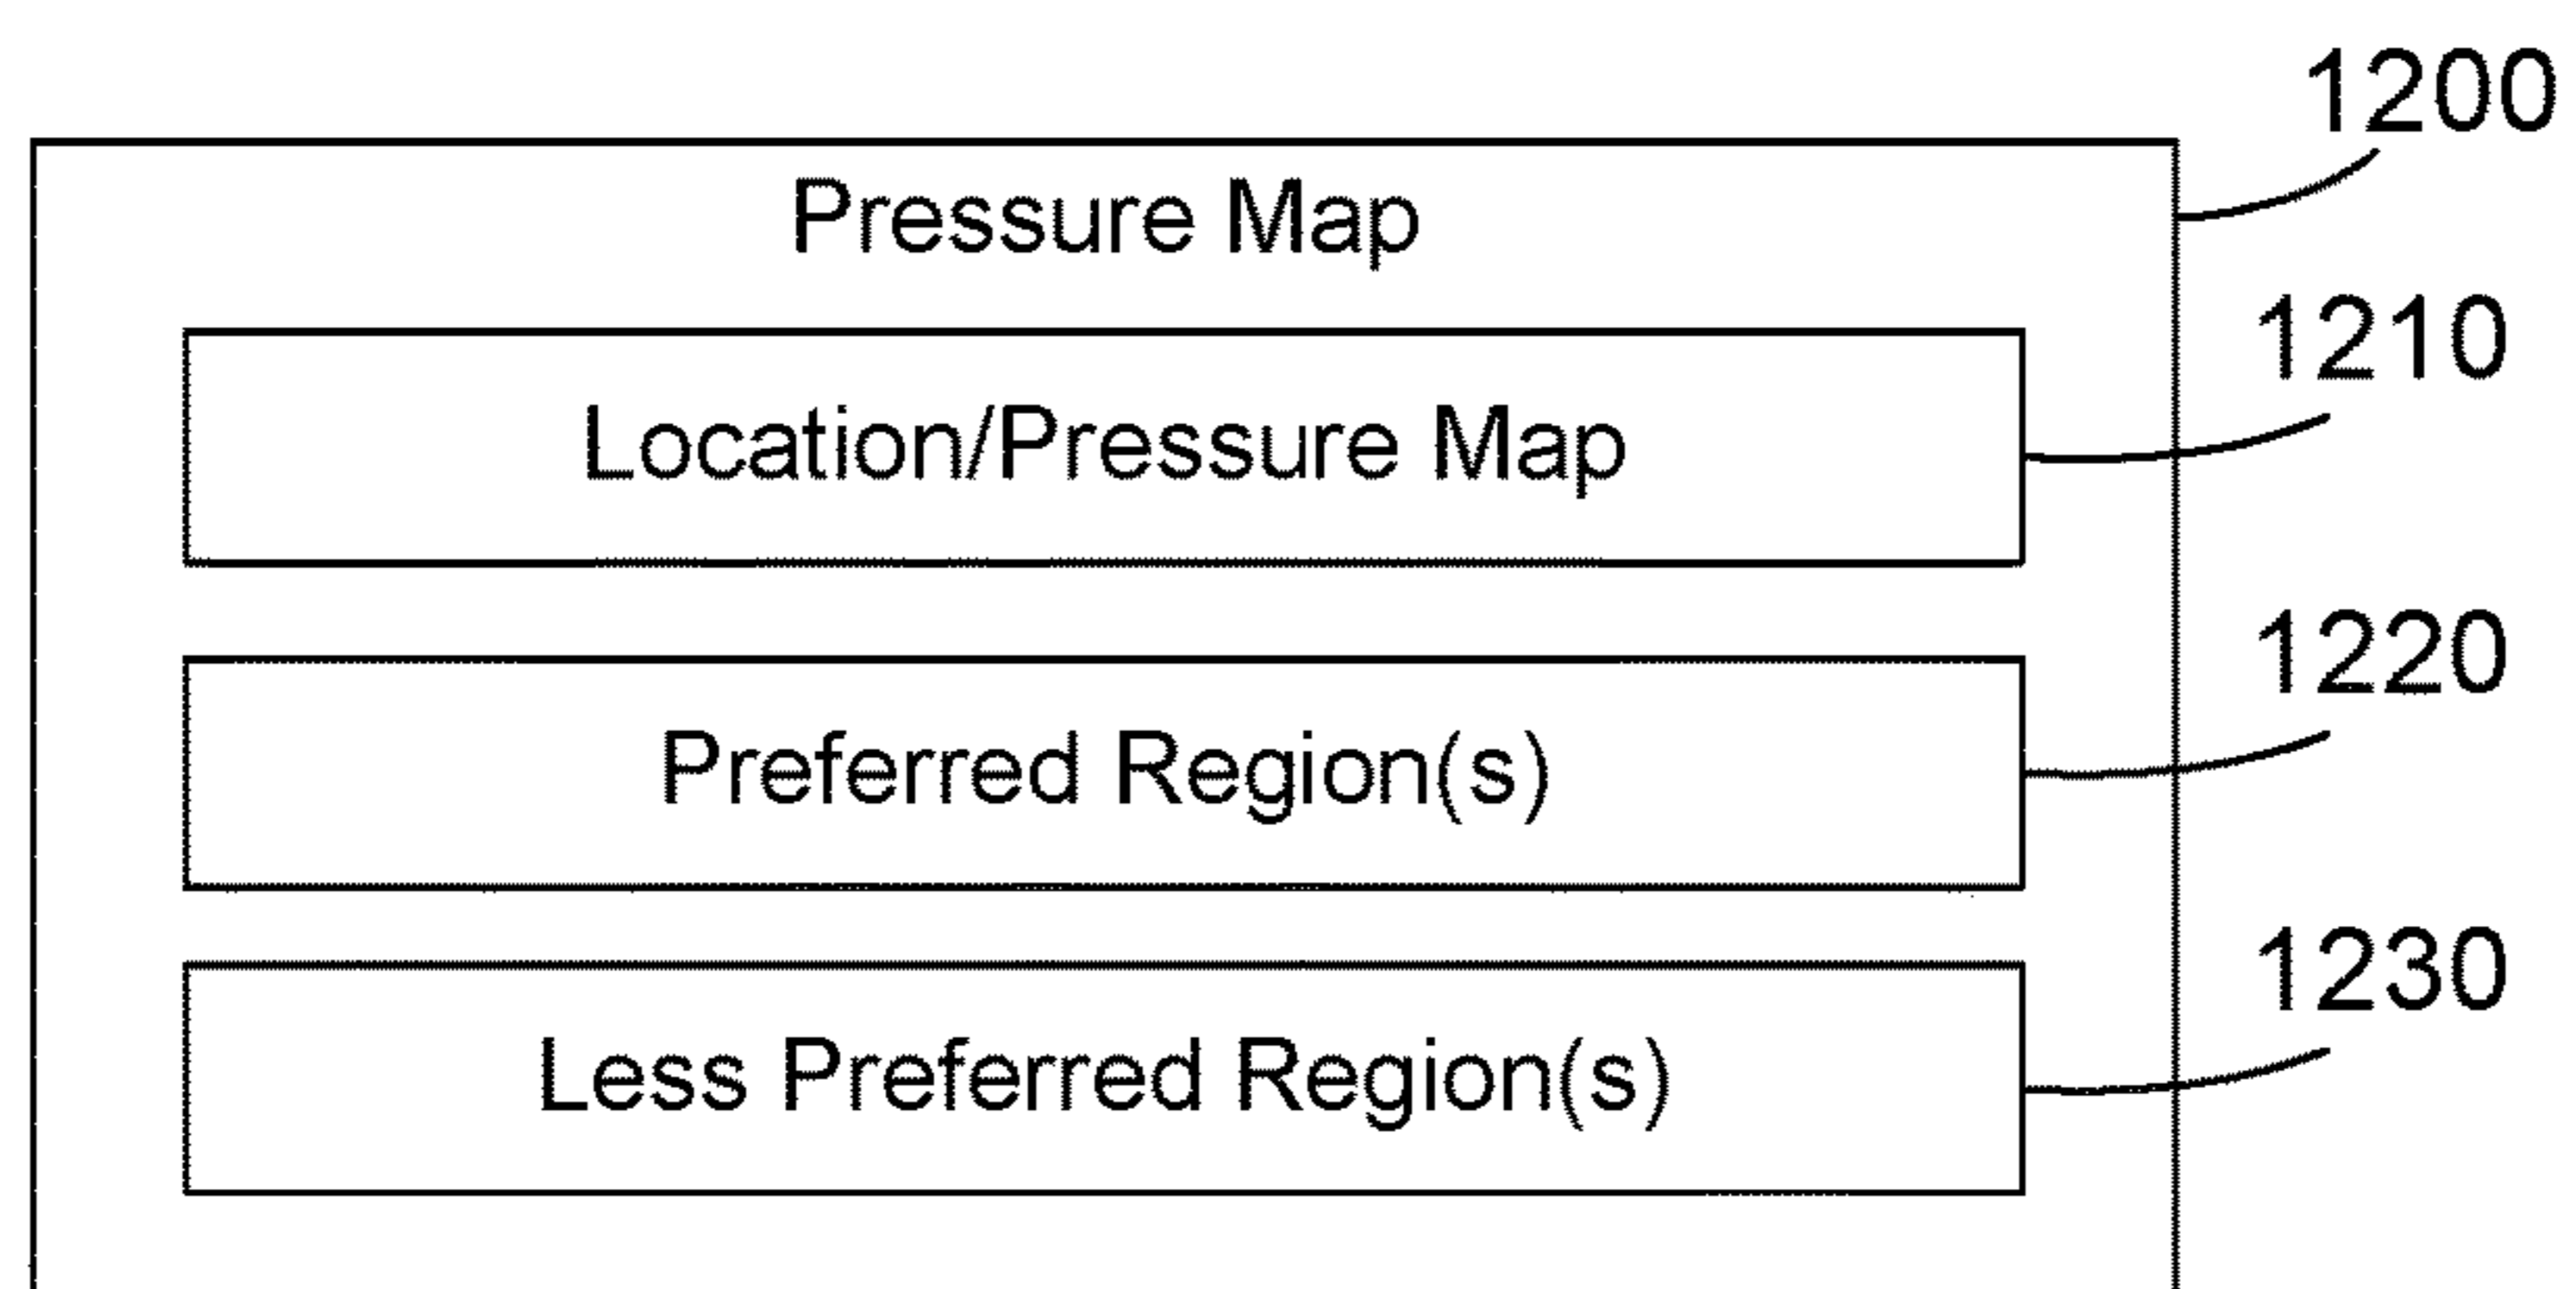 1200
Pressure Map
1210
Location/Pressure Map
1220
Preferred Region(s)
1230
Less Preferred Region(s)